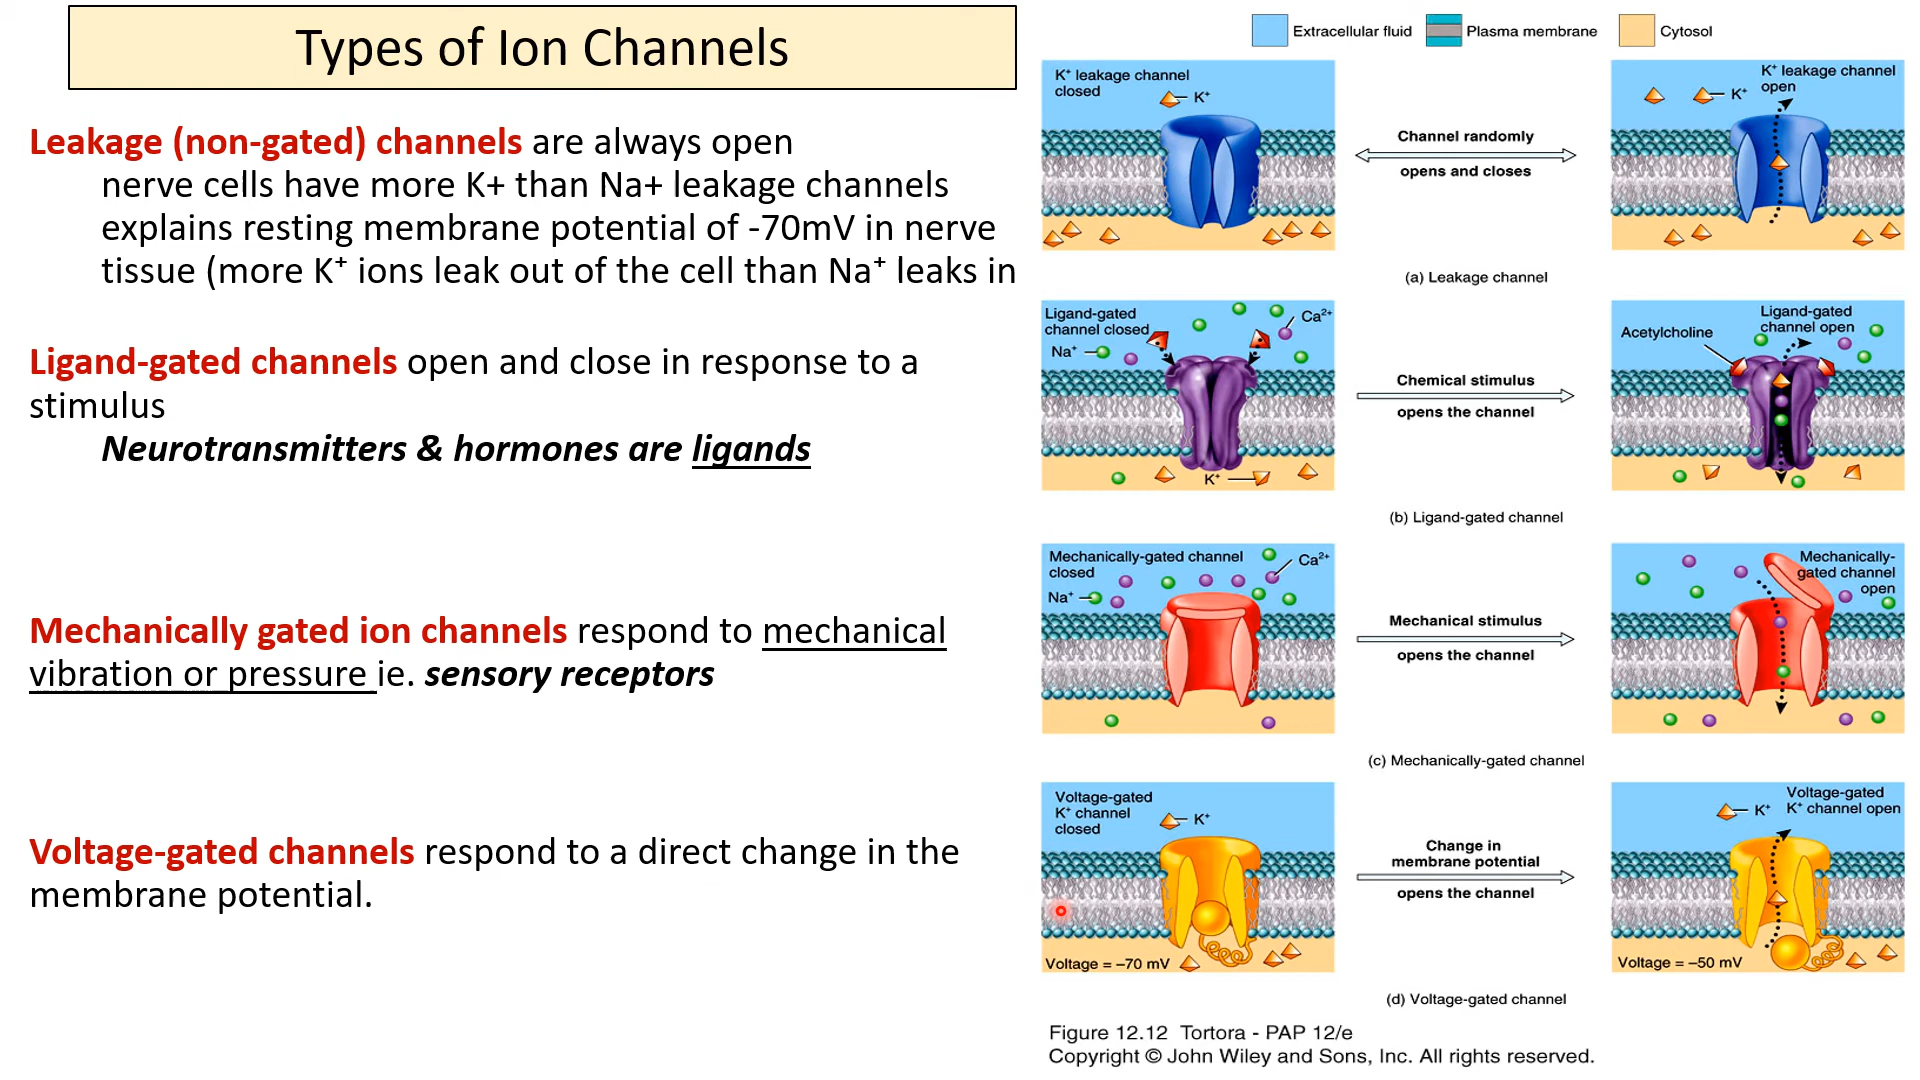 Types of Ion Channels
Leakage (non-gated) channels are always open
nerve cells have more K+ than Na+ leakage channels
explains resting membrane potential of -70mV in nerve
tissue (more K⁺ ions leak out of the cell than Na⁺ leaks in
Ligand-gated channels open and close in response to a
stimulus
Neurotransmitters & hormones are ligands
Mechanically gated ion channels respond to mechanical
vibration or pressure ie. sensory receptors
Voltage-gated channels respond to a direct change in the
membrane potential.
Extracellular fluid
Plasma membrane
Cytosol
K⁺ leakage channel
closed
K⁺
Channel randomly
opens and closes
K⁺ leakage channel
open
K⁺
(a) Leakage channel
Ligand-gated
channel closed
Na⁺
Ca²⁺
K⁺
Chemical stimulus
opens the channel
Acetylcholine
Ligand-gated
channel open
(b) Ligand-gated channel
Mechanically-gated channel
closed
Na⁺
Ca²⁺
Mechanical stimulus
opens the channel
Mechanically-
gated channel
open
(c) Mechanically-gated channel
Voltage-gated
K⁺ channel
closed
K⁺
Voltage = –70 mV
Change in
membrane potential
opens the channel
Voltage-gated
K⁺ channel open
K⁺
Voltage = –50 mV
(d) Voltage-gated channel
Figure 12.12 Tortora - PAP 12/e
Copyright © John Wiley and Sons, Inc. All rights reserved.